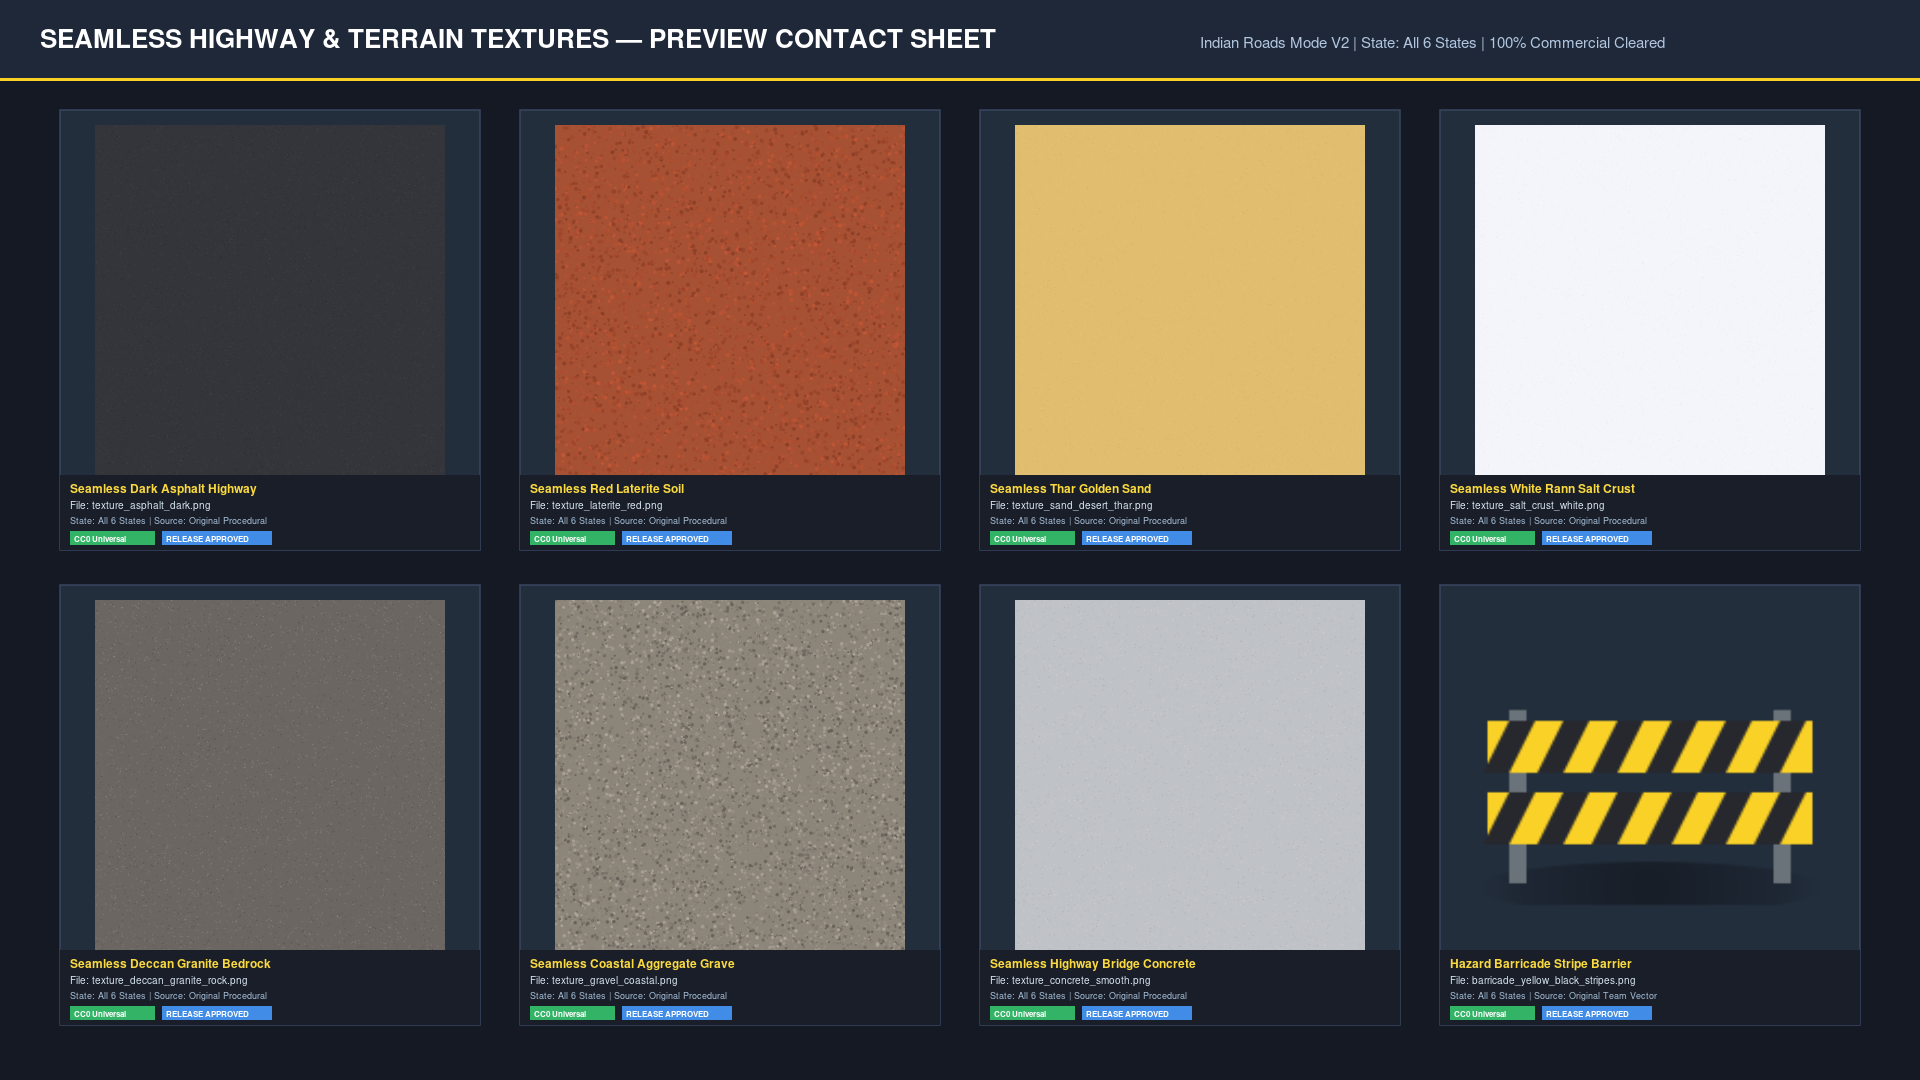 SEAMLESS HIGHWAY & TERRAIN TEXTURES — PREVIEW CONTACT SHEET
Indian Roads Mode V2 | State: All 6 States | 100% Commercial Cleared
Seamless Dark Asphalt Highway
File: texture_asphalt_dark.png
State: All 6 States | Source: Original Procedural
CC0 Universal
RELEASE APPROVED
Seamless Red Laterite Soil
File: texture_laterite_red.png
State: All 6 States | Source: Original Procedural
CC0 Universal
RELEASE APPROVED
Seamless Thar Golden Sand
File: texture_sand_desert_thar.png
State: All 6 States | Source: Original Procedural
CC0 Universal
RELEASE APPROVED
Seamless White Rann Salt Crust
File: texture_salt_crust_white.png
State: All 6 States | Source: Original Procedural
CC0 Universal
RELEASE APPROVED
Seamless Deccan Granite Bedrock
File: texture_deccan_granite_rock.png
State: All 6 States | Source: Original Procedural
CC0 Universal
RELEASE APPROVED
Seamless Coastal Aggregate Grave
File: texture_gravel_coastal.png
State: All 6 States | Source: Original Procedural
CC0 Universal
RELEASE APPROVED
Seamless Highway Bridge Concrete
File: texture_concrete_smooth.png
State: All 6 States | Source: Original Procedural
CC0 Universal
RELEASE APPROVED
Hazard Barricade Stripe Barrier
File: barricade_yellow_black_stripes.png
State: All 6 States | Source: Original Team Vector
CC0 Universal
RELEASE APPROVED